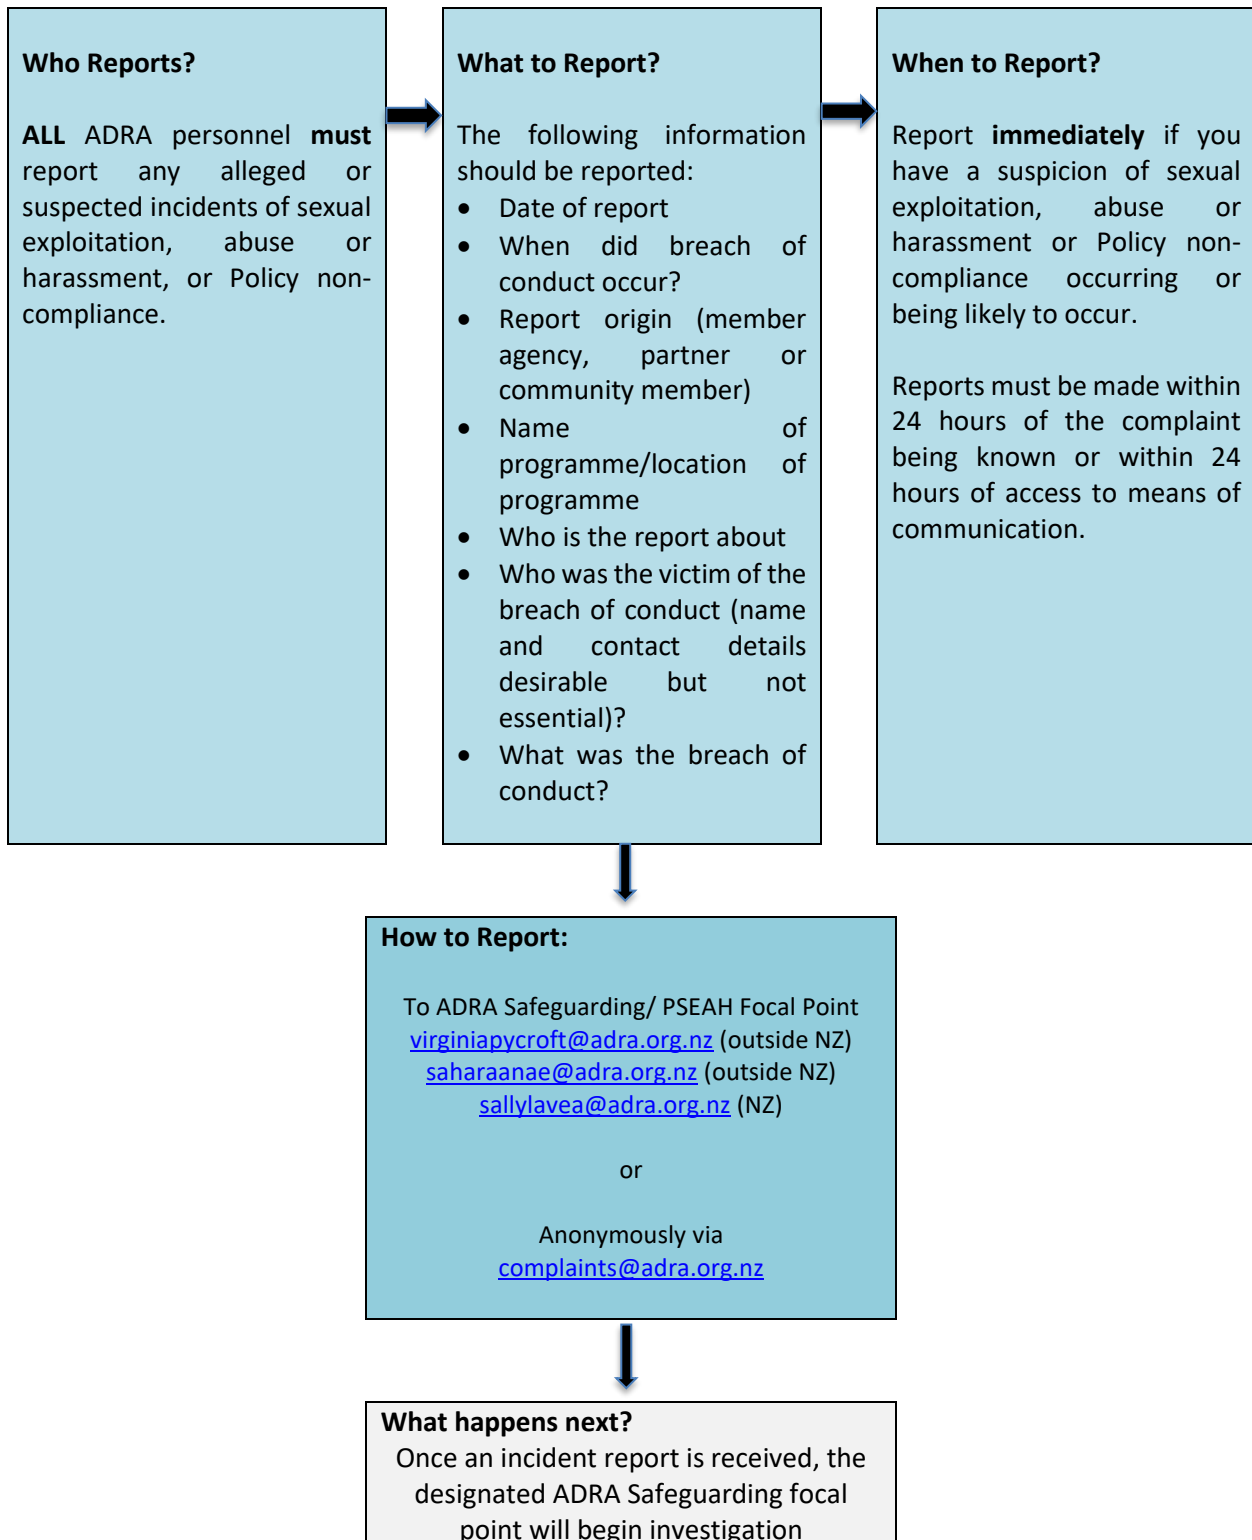 Who Reports?
ALL ADRA personnel must
report any alleged or
suspected incidents of sexual
exploitation, abuse or
harassment, or Policy non-
compliance.
What to Report?
The following information
should be reported:
• Date of report
• When did breach of
conduct occur?
• Report origin (member
agency, partner or
community member)
• Name of
programme/location of
programme
• Who is the report about
• Who was the victim of the
breach of conduct (name
and contact details
desirable but not
essential)?
• What was the breach of
conduct?
When to Report?
Report immediately if you
have a suspicion of sexual
exploitation, abuse or
harassment or Policy non-
compliance occurring or
being likely to occur.
Reports must be made within
24 hours of the complaint
being known or within 24
hours of access to means of
communication.
How to Report:
To ADRA Safeguarding/ PSEAH Focal Point
virginiapycroft@adra.org.nz (outside NZ)
saharaanae@adra.org.nz (outside NZ)
sallylavea@adra.org.nz (NZ)
or
Anonymously via
complaints@adra.org.nz
What happens next?
Once an incident report is received, the
designated ADRA Safeguarding focal
point will begin investigation